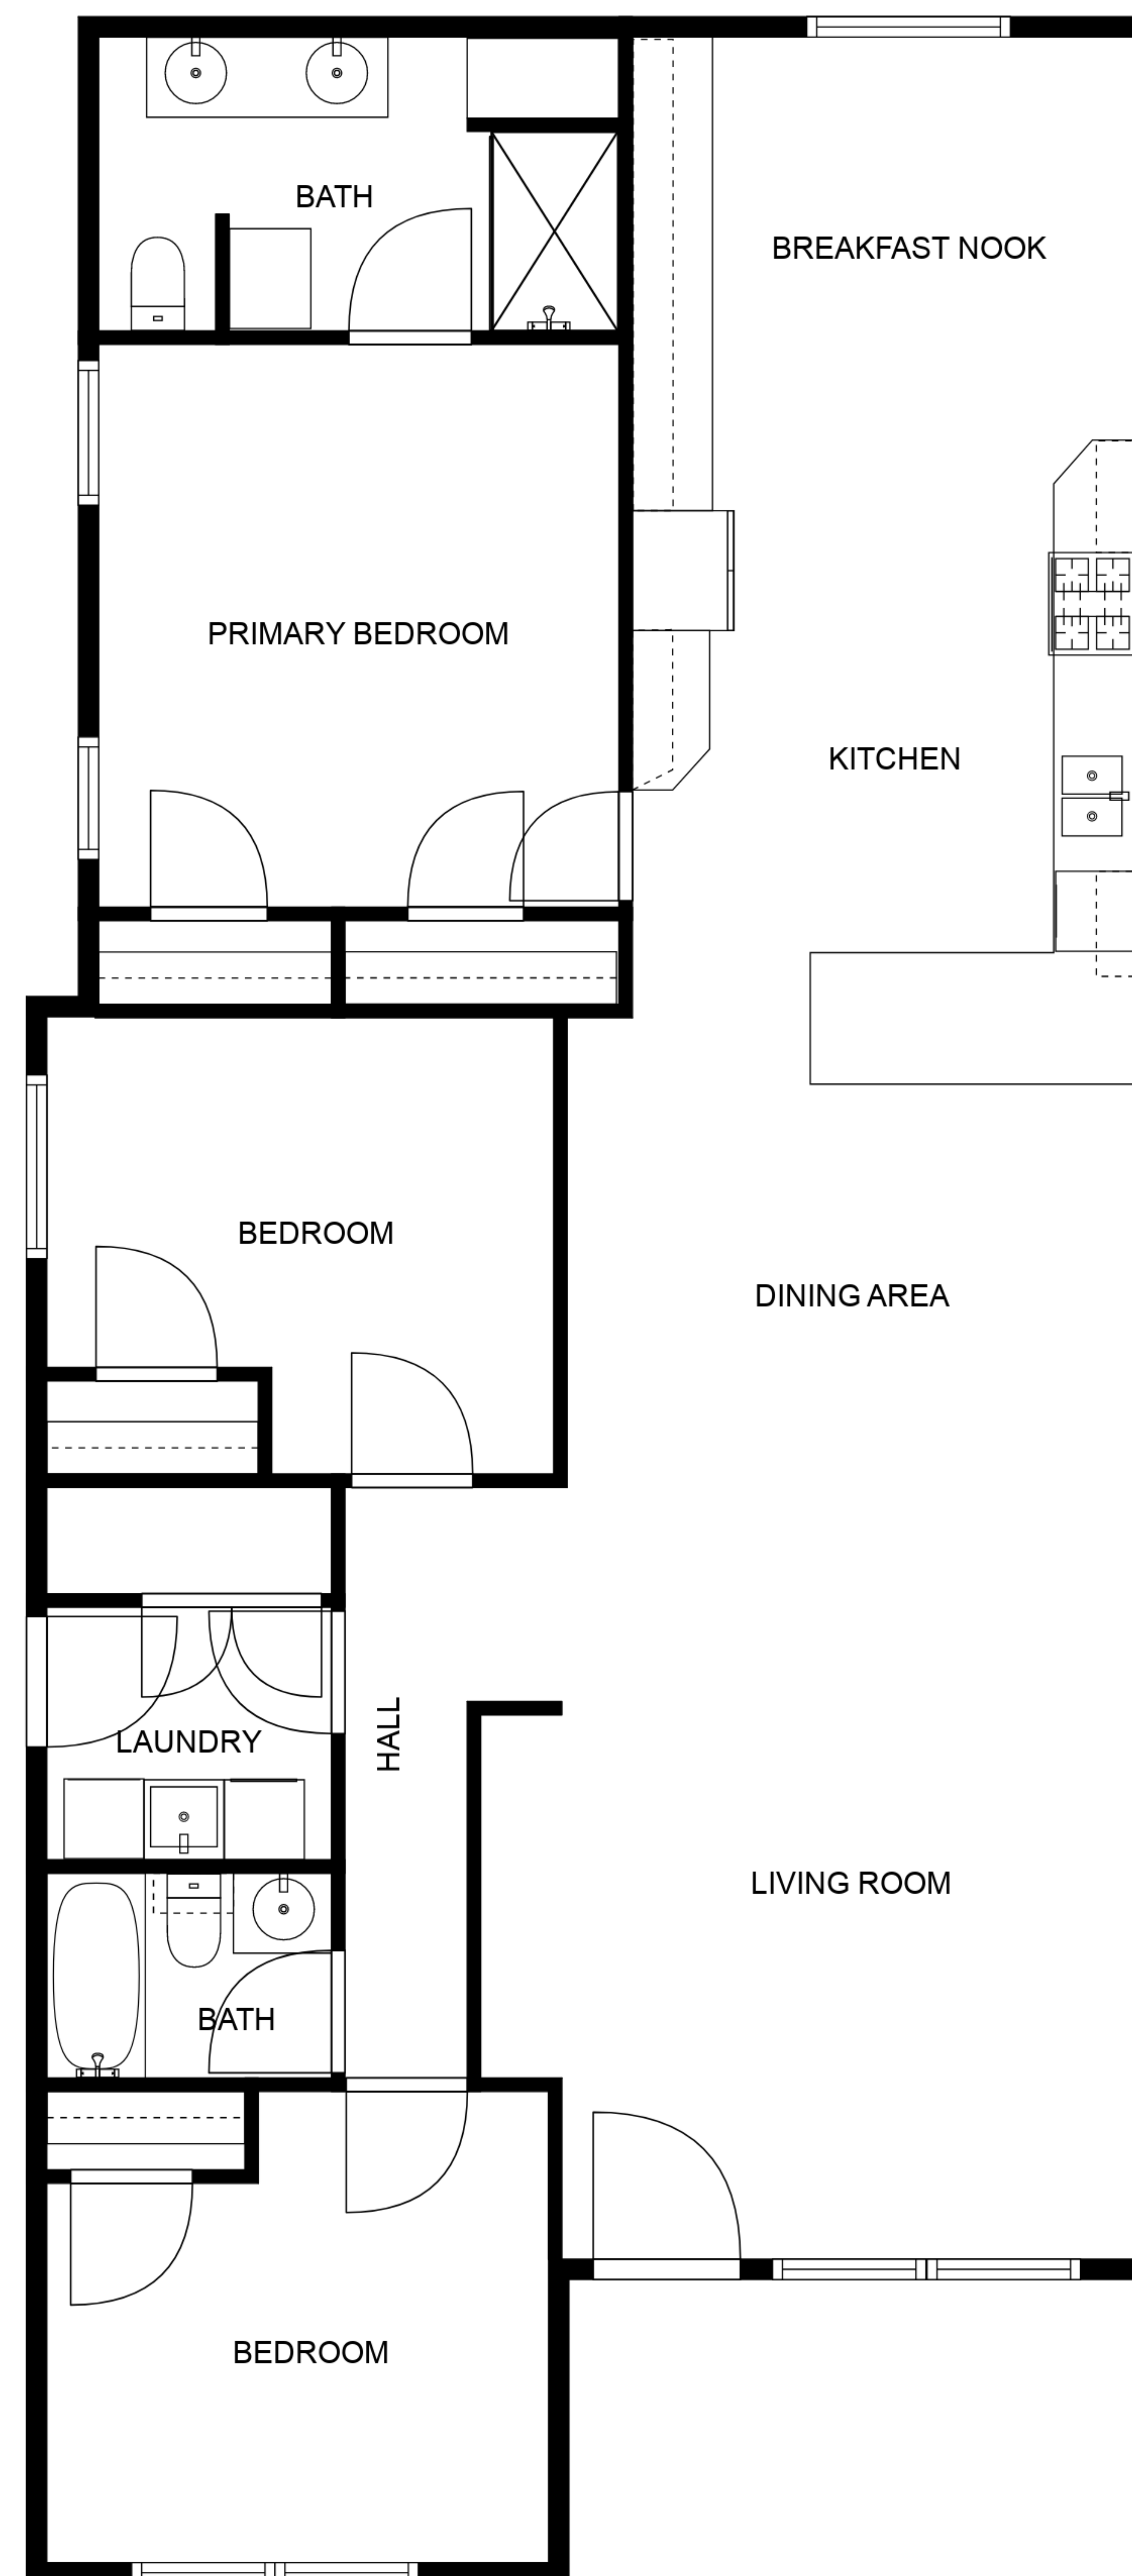 BATH
BREAKFAST NOOK
PRIMARY BEDROOM
KITCHEN
BEDROOM
DINING AREA
HALL
LAUNDRY
LIVING ROOM
BATH
BEDROOM